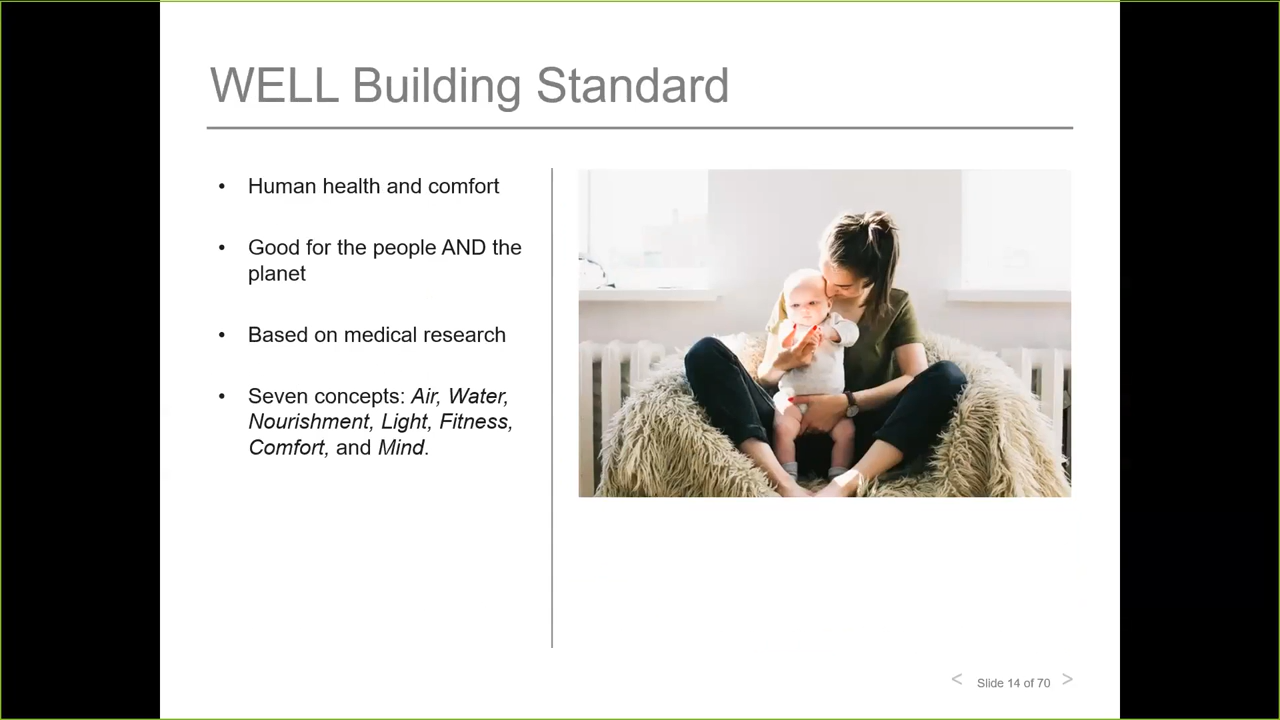 WELL Building Standard
• Human health and comfort
• Good for the people AND the
planet
• Based on medical research
• Seven concepts: Air, Water,
Nourishment, Light, Fitness,
Comfort, and Mind.
< Slide 14 of 70 >